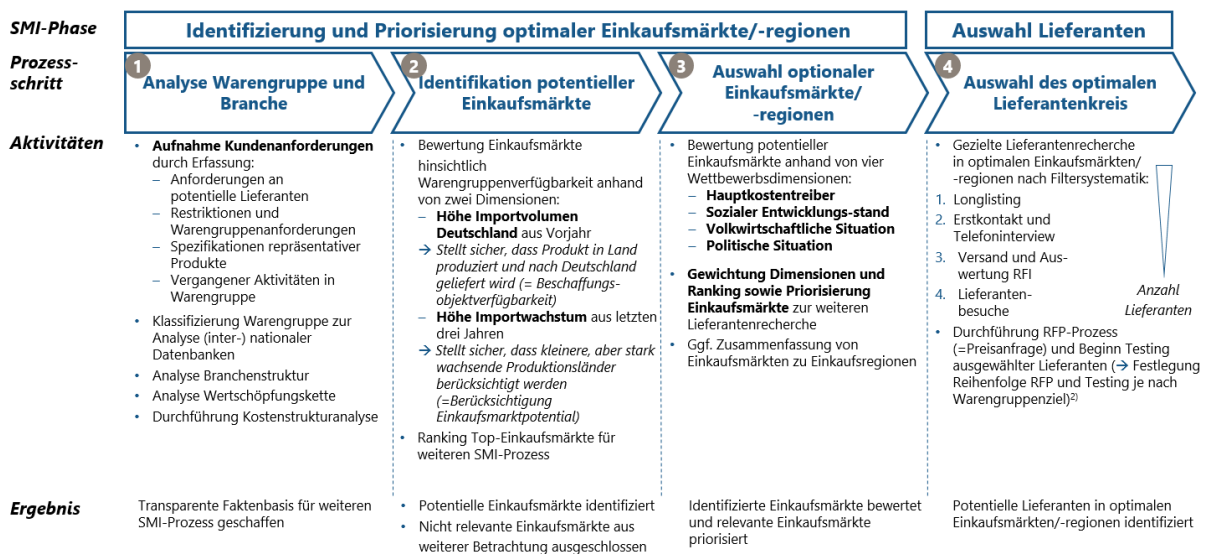 SMI-Phase
Identifizierung und Priorisierung optimaler Einkaufsmärkte/-regionen
Auswahl Lieferanten
Prozess-
schritt
1
Analyse Warengruppe und
Branche
2
Identifikation potentieller
Einkaufsmärkte
3
Auswahl optionaler
Einkaufsmärkte/
-regionen
4
Auswahl des optimalen
Lieferantenkreis
Aktivitäten
• Aufnahme Kundenanforderungen
durch Erfassung:
– Anforderungen an
potentielle Lieferanten
– Restriktionen und
Warengruppenanforderungen
– Spezifikationen repräsentativer
Produkte
– Vergangener Aktivitäten in
Warengruppe
• Klassifizierung Warengruppe zur
Analyse (inter-) nationaler
Datenbanken
• Analyse Branchenstruktur
• Analyse Wertschöpfungskette
• Durchführung Kostenstrukturanalyse
• Bewertung Einkaufsmärkte
hinsichtlich
Warengruppenverfügbarkeit anhand
von zwei Dimensionen:
– Höhe Importvolumen
Deutschland aus Vorjahr
→ Stellt sicher, dass Produkt in Land
produziert und nach Deutschland
geliefert wird (= Beschaffungs-
objektverfügbarkeit)
– Höhe Importwachstum aus letzten
drei Jahren
→ Stellt sicher, dass kleinere, aber stark
wachsende Produktionsländer
berücksichtigt werden
(=Berücksichtigung
Einkaufsmarktpotential)
• Ranking Top-Einkaufsmärkte für
weiteren SMI-Prozess
• Bewertung potenzieller
Einkaufsmärkte anhand von vier
Wettbewerbsdimensionen:
– Hauptkostentreiber
– Sozialer Entwicklungs-stand
– Volkwirtschaftliche Situation
– Politische Situation
• Gewichtung Dimensionen und
Ranking sowie Priorisierung
Einkaufsmärkte zur weiteren
Lieferantenrecherche
• Ggf. Zusammenfassung von
Einkaufsmärkten zu Einkaufsregionen
• Gezielte Lieferantenrecherche
in optimalen Einkaufsmärkten/
-regionen nach Filtersystematik:
1. Longlisting
2. Erstkontakt und
Telefoninterview
3. Versand und Aus-
wertung RFI
4. Lieferanten-
besuche
Anzahl
Lieferanten
• Durchführung RFP-Prozess
(=Preisanfrage) und Beginn Testing
ausgewählter Lieferanten (→ Festlegung
Reihenfolge RFP und Testing je nach
Warengruppenziel)2)
Ergebnis
Transparente Faktenbasis für weiteren
SMI-Prozess geschaffen
• Potentielle Einkaufsmärkte identifiziert
• Nicht relevante Einkaufsmärkte aus
weiterer Betrachtung ausgeschlossen
Identifizierte Einkaufsmärkte bewertet
und relevante Einkaufsmärkte
priorisiert
Potentielle Lieferanten in optimalen
Einkaufsmärkten/-regionen identifiziert